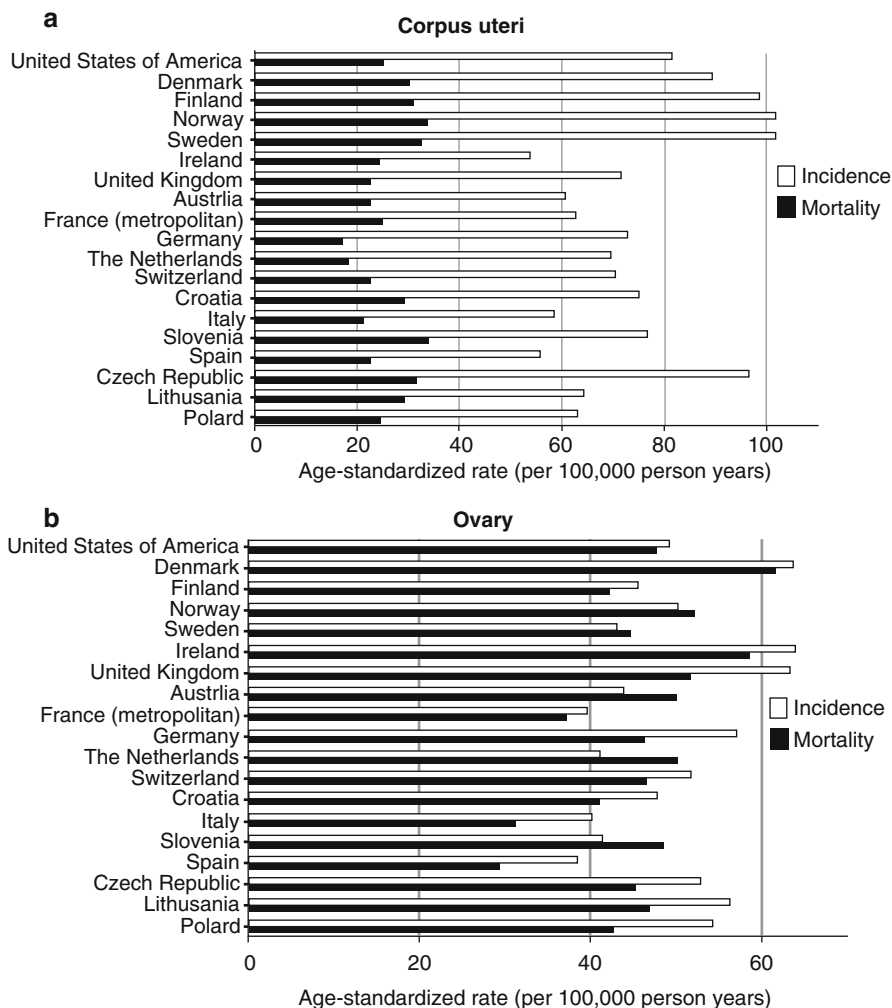 a
Corpus uteri
United States of America
Denmark
Finland
Norway
Sweden
Ireland
United Kingdom
Austrlia
France (metropolitan)
Germany
The Netherlands
Switzerland
Croatia
Italy
Slovenia
Spain
Czech Republic
Lithusania
Polard
Incidence
Mortality
0 20 40 60 80 100
Age-standardized rate (per 100,000 person years)
b
Ovary
United States of America
Denmark
Finland
Norway
Sweden
Ireland
United Kingdom
Austrlia
France (metropolitan)
Germany
The Netherlands
Switzerland
Croatia
Italy
Slovenia
Spain
Czech Republic
Lithusania
Polard
Incidence
Mortality
0 20 40 60
Age-standardized rate (per 100,000 person years)